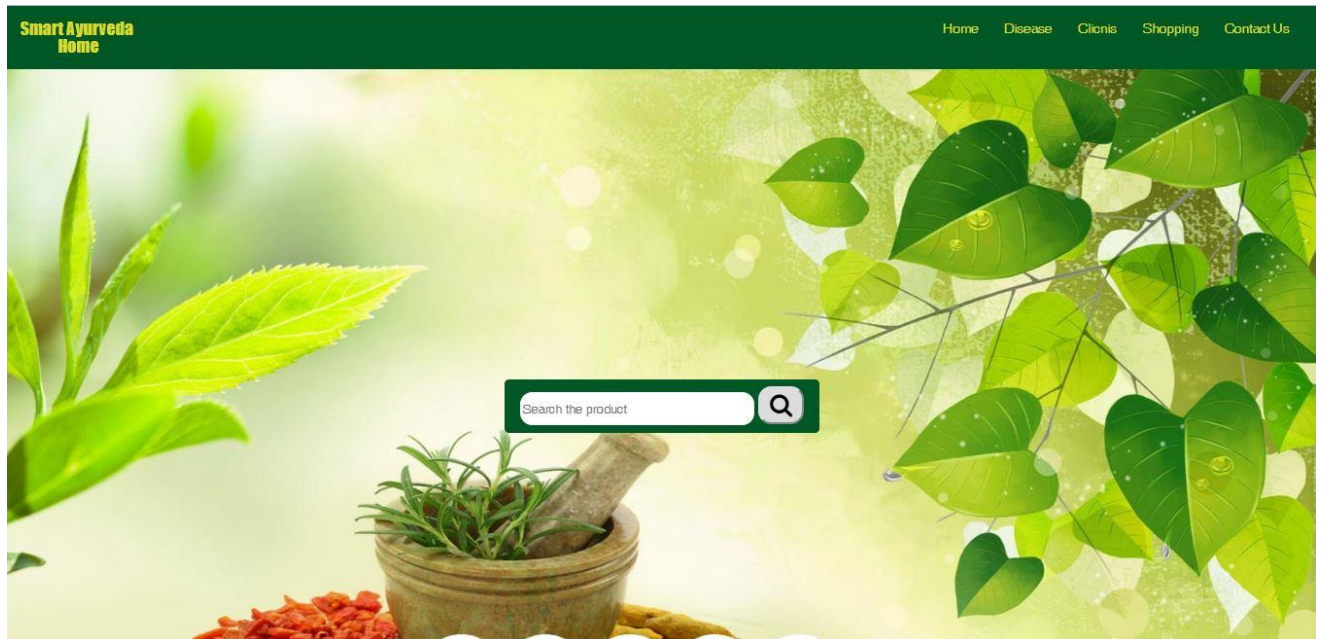 Smart Ayurveda
Home
Home Disease Clicnis Shopping Contact Us
Search the product